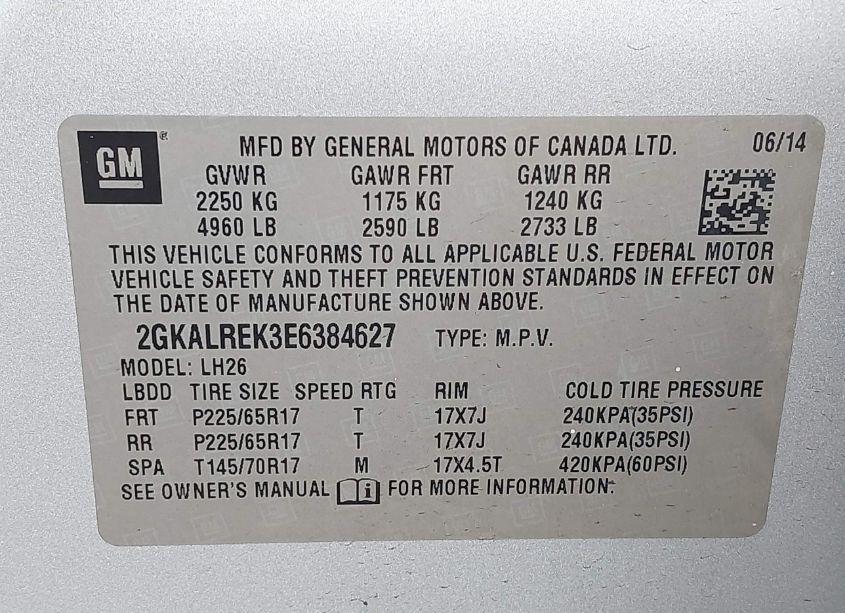 GM
MFD BY GENERAL MOTORS OF CANADA LTD. 06/14
GVWR GAWR FRT GAWR RR
2250 KG 1175 KG 1240 KG
4960 LB 2590 LB 2733 LB
THIS VEHICLE CONFORMS TO ALL APPLICABLE U.S. FEDERAL MOTOR
VEHICLE SAFETY AND THEFT PREVENTION STANDARDS IN EFFECT ON
THE DATE OF MANUFACTURE SHOWN ABOVE.
2GKALREK3E6384627 TYPE: M.P.V.
MODEL: LH26
LBDD TIRE SIZE SPEED RTG RIM COLD TIRE PRESSURE
FRT P225/65R17 T 17X7J 240KPA(35PSI)
RR P225/65R17 T 17X7J 240KPA(35PSI)
SPA T145/70R17 M 17X4.5T 420KPA(60PSI)
SEE OWNER'S MANUAL i FOR MORE INFORMATION.